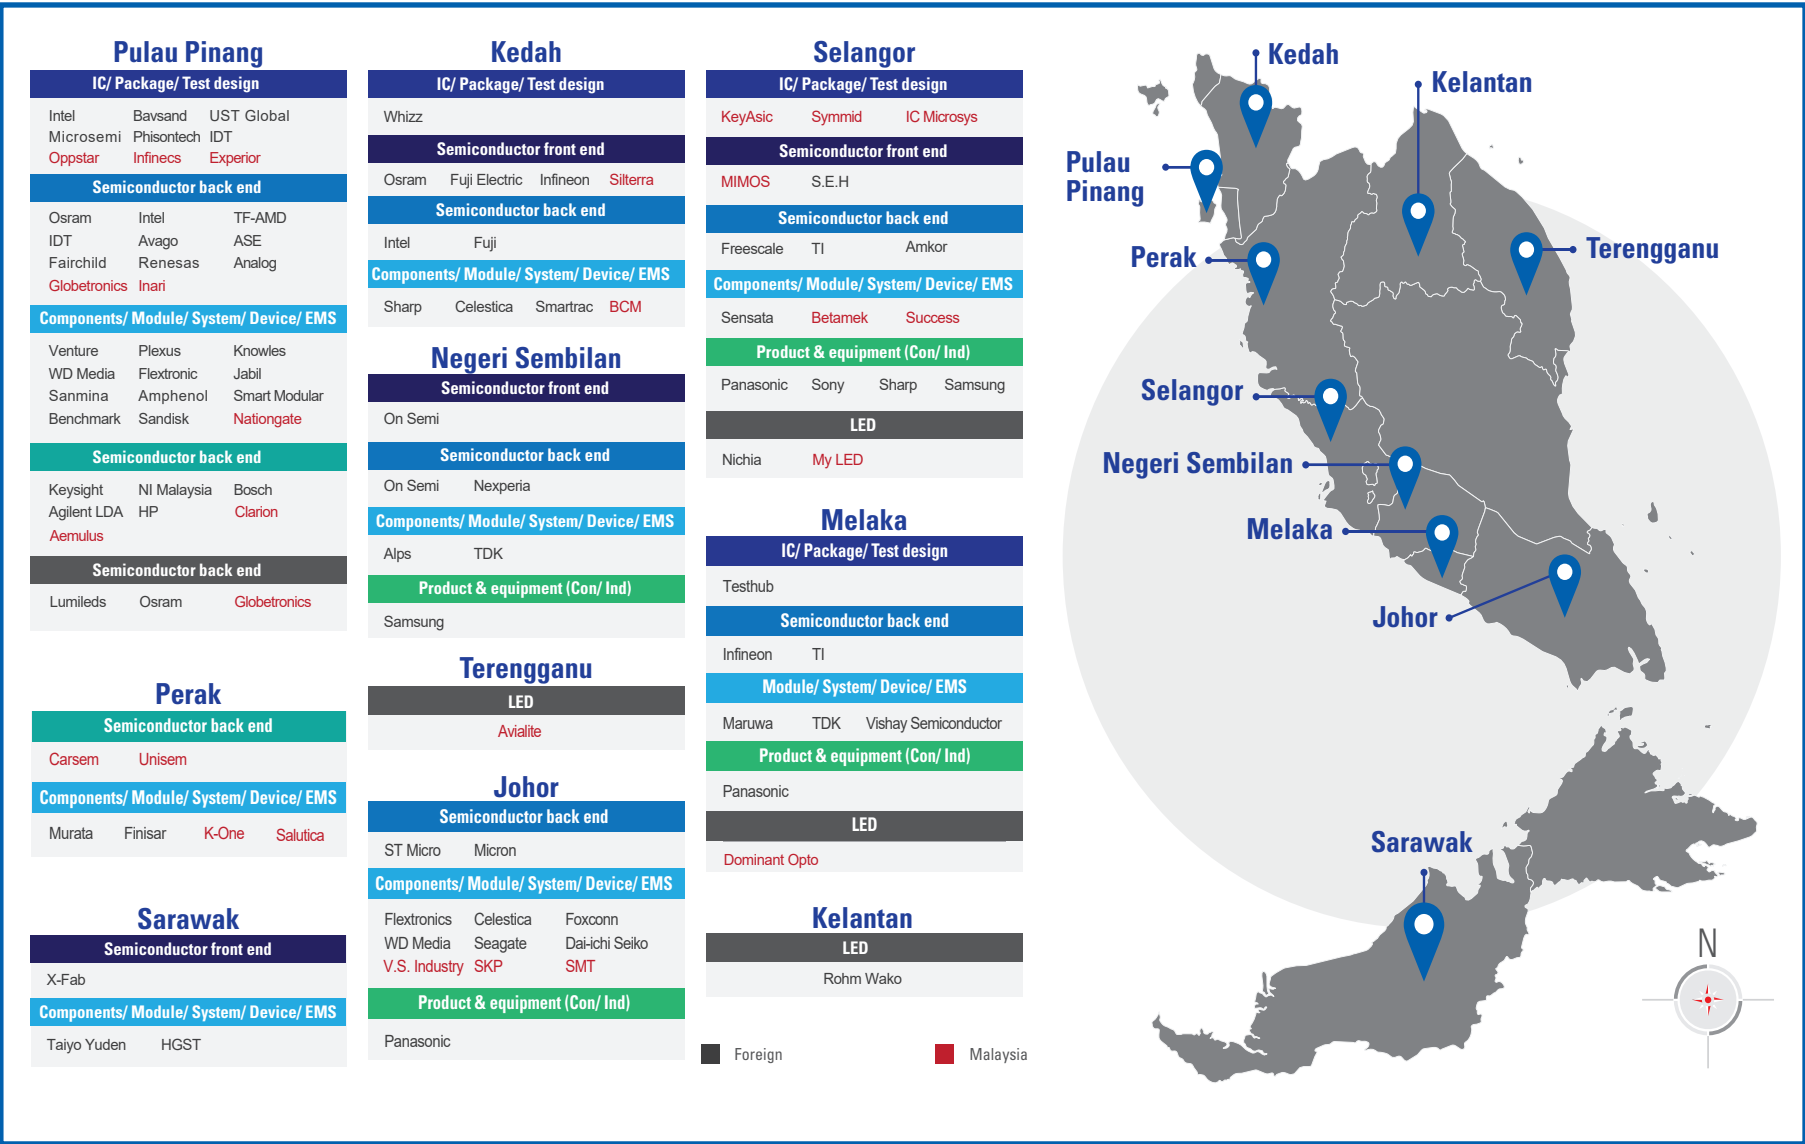 Pulau Pinang
IC/ Package/ Test design
Intel Bavsand UST Global
Microsemi Phisontech IDT
Oppstar Infinecs Experior
Semiconductor back end
Osram Intel TF-AMD
IDT Avago ASE
Fairchild Renesas Analog
Globetronics Inari
Components/ Module/ System/ Device/ EMS
Venture Plexus Knowles
WD Media Flextronic Jabil
Sanmina Amphenol Smart Modular
Benchmark Sandisk Nationgate
Semiconductor back end
Keysight NI Malaysia Bosch
Agilent LDA HP Clarion
Aemulus
Semiconductor back end
Lumileds Osram Globetronics
Perak
Semiconductor back end
Carsem Unisem
Components/ Module/ System/ Device/ EMS
Murata Finisar K-One Salutica
Sarawak
Semiconductor front end
X-Fab
Components/ Module/ System/ Device/ EMS
Taiyo Yuden HGST
Kedah
IC/ Package/ Test design
Whizz
Semiconductor front end
Osram Fuji Electric Infineon Silterra
Semiconductor back end
Intel Fuji
Components/ Module/ System/ Device/ EMS
Sharp Celestica Smartrac BCM
Negeri Sembilan
Semiconductor front end
On Semi
Semiconductor back end
On Semi Nexperia
Components/ Module/ System/ Device/ EMS
Alps TDK
Product & equipment (Con/ Ind)
Samsung
Terengganu
LED
Avialite
Johor
Semiconductor back end
ST Micro Micron
Components/ Module/ System/ Device/ EMS
Flextronics Celestica Foxconn
WD Media Seagate Dai-ichi Seiko
V.S. Industry SKP SMT
Product & equipment (Con/ Ind)
Panasonic
Selangor
IC/ Package/ Test design
KeyAsic Symmid IC Microsys
Semiconductor front end
MIMOS S.E.H
Semiconductor back end
Freescale TI Amkor
Components/ Module/ System/ Device/ EMS
Sensata Betamek Success
Product & equipment (Con/ Ind)
Panasonic Sony Sharp Samsung
LED
Nichia My LED
Melaka
IC/ Package/ Test design
Testhub
Semiconductor back end
Infineon TI
Module/ System/ Device/ EMS
Maruwa TDK Vishay Semiconductor
Product & equipment (Con/ Ind)
Panasonic
LED
Dominant Opto
Kelantan
LED
Rohm Wako
Foreign Malaysia
Kedah
Kelantan
Pulau
Pinang
Perak
Terengganu
Selangor
Negeri Sembilan
Melaka
Johor
Sarawak
N